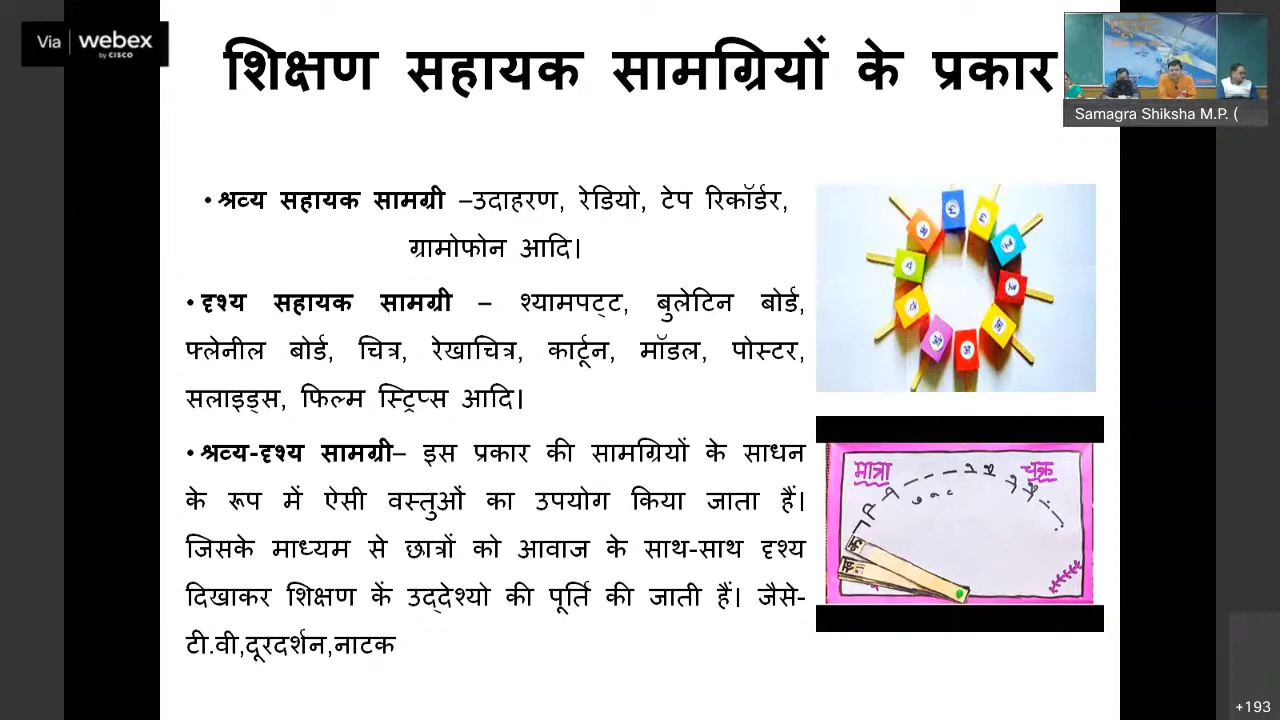 Via webex
by CISCO
शिक्षण सहायक सामग्रियों के प्रकार
Samagra Shiksha M.P. (
• श्रव्य सहायक सामग्री –उदाहरण, रेडियो, टेप रिकॉर्डर,
ग्रामोफोन आदि।
• दृश्य सहायक सामग्री – श्यामपट्ट, बुलेटिन बोर्ड,
फ्लेनील बोर्ड, चित्र, रेखाचित्र, कार्टून, मॉडल, पोस्टर,
सलाइड्स, फिल्म स्ट्रिप्स आदि।
• श्रव्य-दृश्य सामग्री– इस प्रकार की सामग्रियों के साधन
के रूप में ऐसी वस्तुओं का उपयोग किया जाता हैं।
जिसके माध्यम से छात्रों को आवाज के साथ-साथ दृश्य
दिखाकर शिक्षण कें उद्देश्यो की पूर्ति की जाती हैं। जैसे-
टी.वी,दूरदर्शन,नाटक
मात्रा चक्र
+193